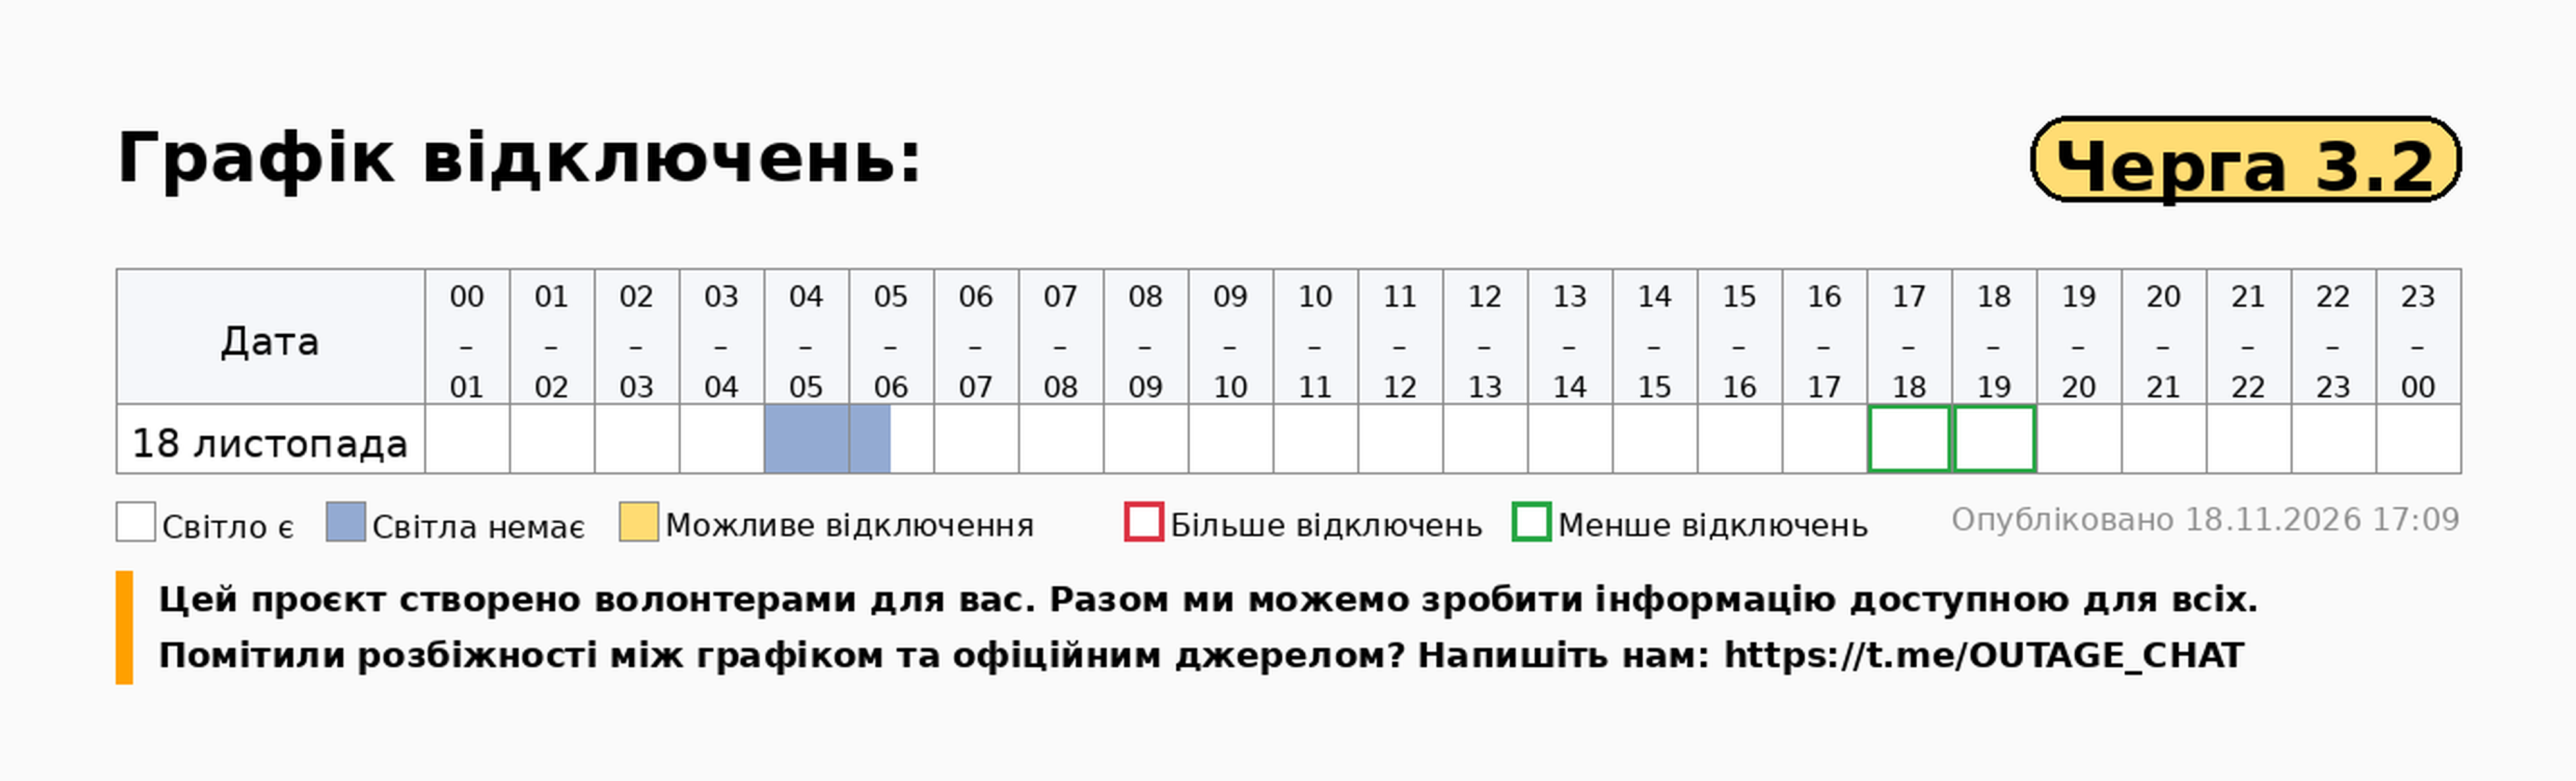 Графік відключень:
Черга 3.2
Дата
00 – 01
01 – 02
02 – 03
03 – 04
04 – 05
05 – 06
06 – 07
07 – 08
08 – 09
09 – 10
10 – 11
11 – 12
12 – 13
13 – 14
14 – 15
15 – 16
16 – 17
17 – 18
18 – 19
19 – 20
20 – 21
21 – 22
22 – 23
23 – 00
18 листопада
Світло є
Світла немає
Можливе відключення
Більше відключень
Менше відключень
Опубліковано 18.11.2026 17:09
Цей проєкт створено волонтерами для вас. Разом ми можемо зробити інформацію доступною для всіх.
Помітили розбіжності між графіком та офіційним джерелом? Напишіть нам: https://t.me/OUTAGE_CHAT